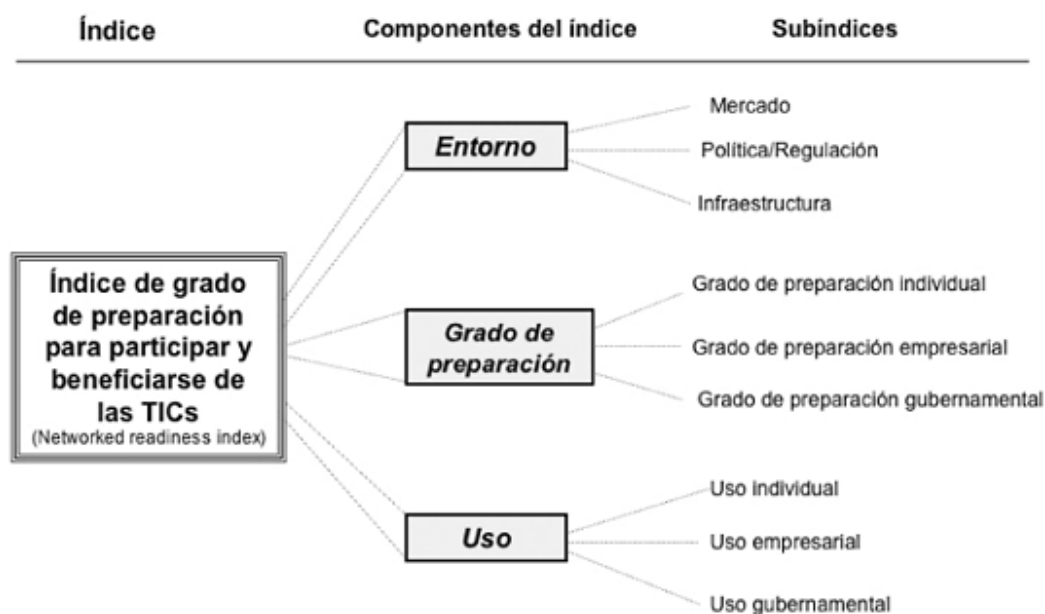 Índice
Componentes del índice
Subíndices
Índice de grado
de preparación
para participar y
beneficiarse de
las TICs
(Networked readiness index)
Entorno
Mercado
Política/Regulación
Infraestructura
Grado de
preparación
Grado de preparación individual
Grado de preparación empresarial
Grado de preparación gubernamental
Uso
Uso individual
Uso empresarial
Uso gubernamental